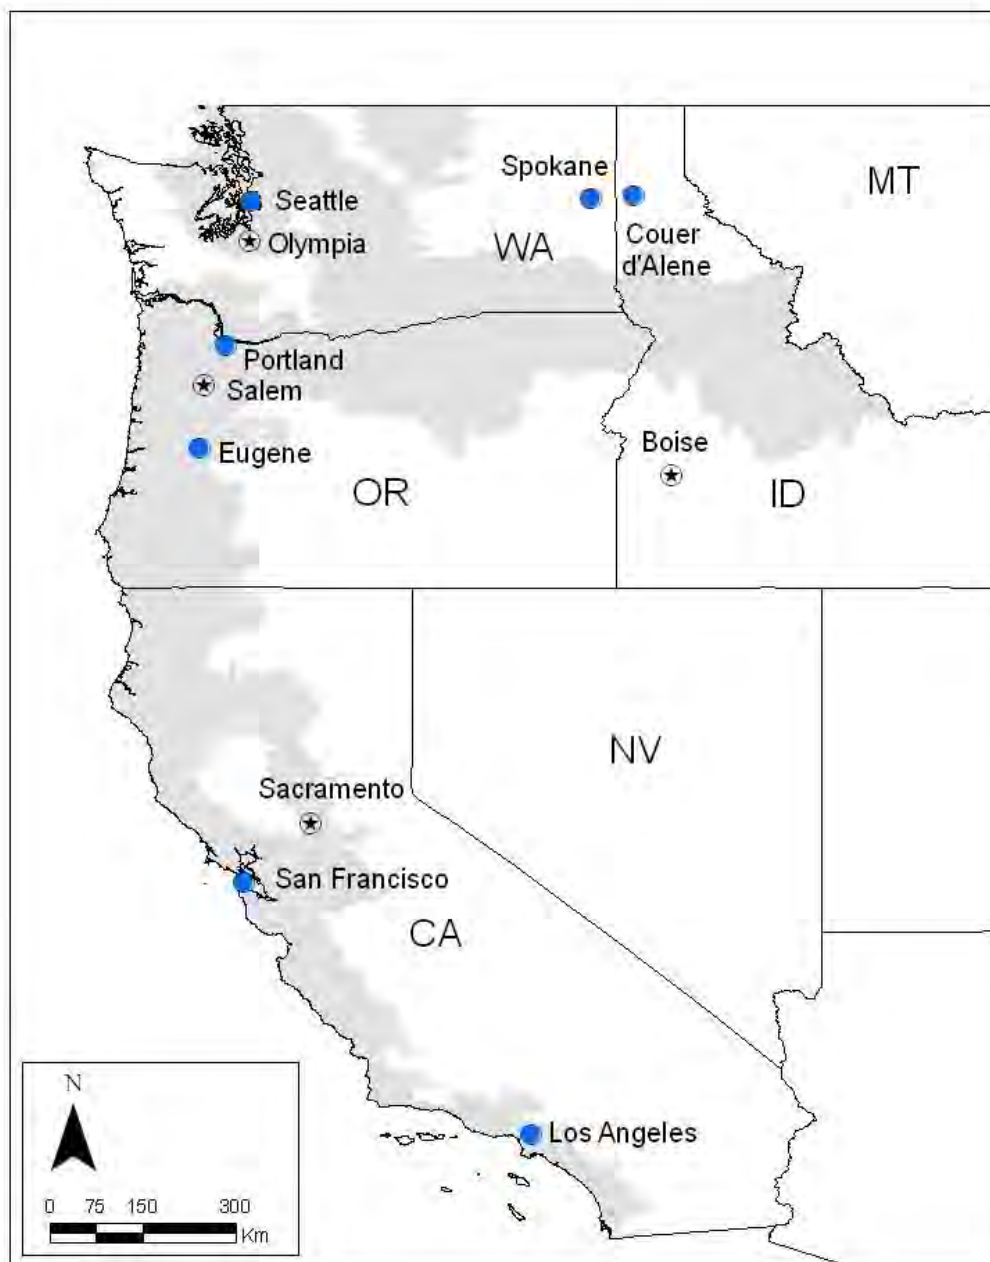 Spokane
MT
Seattle
Couer
d'Alene
Olympia
WA
Portland
Salem
Boise
Eugene
OR
ID
NV
Sacramento
San Francisco
CA
N
Los Angeles
0 75 150 300
Km